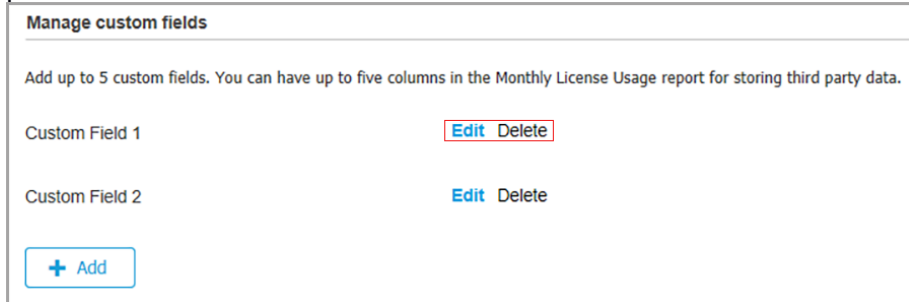 Manage custom fields
Add up to 5 custom fields. You can have up to five columns in the Monthly License Usage report for storing third party data.
Custom Field 1 Edit Delete
Custom Field 2 Edit Delete
+ Add